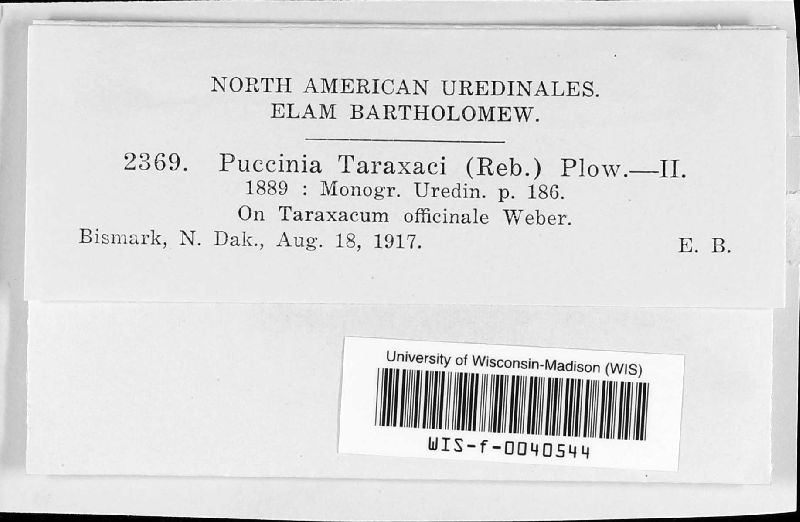 NORTH AMERICAN UREDINALES.
ELAM BARTHOLOMEW.
2369. Puccinia Taraxaci (Reb.) Plow.—II.
1889 : Monogr. Uredin. p. 186.
On Taraxacum officinale Weber.
Bismark, N. Dak., Aug. 18, 1917. E. B.
University of Wisconsin-Madison (WIS)
WIS-f-0040544